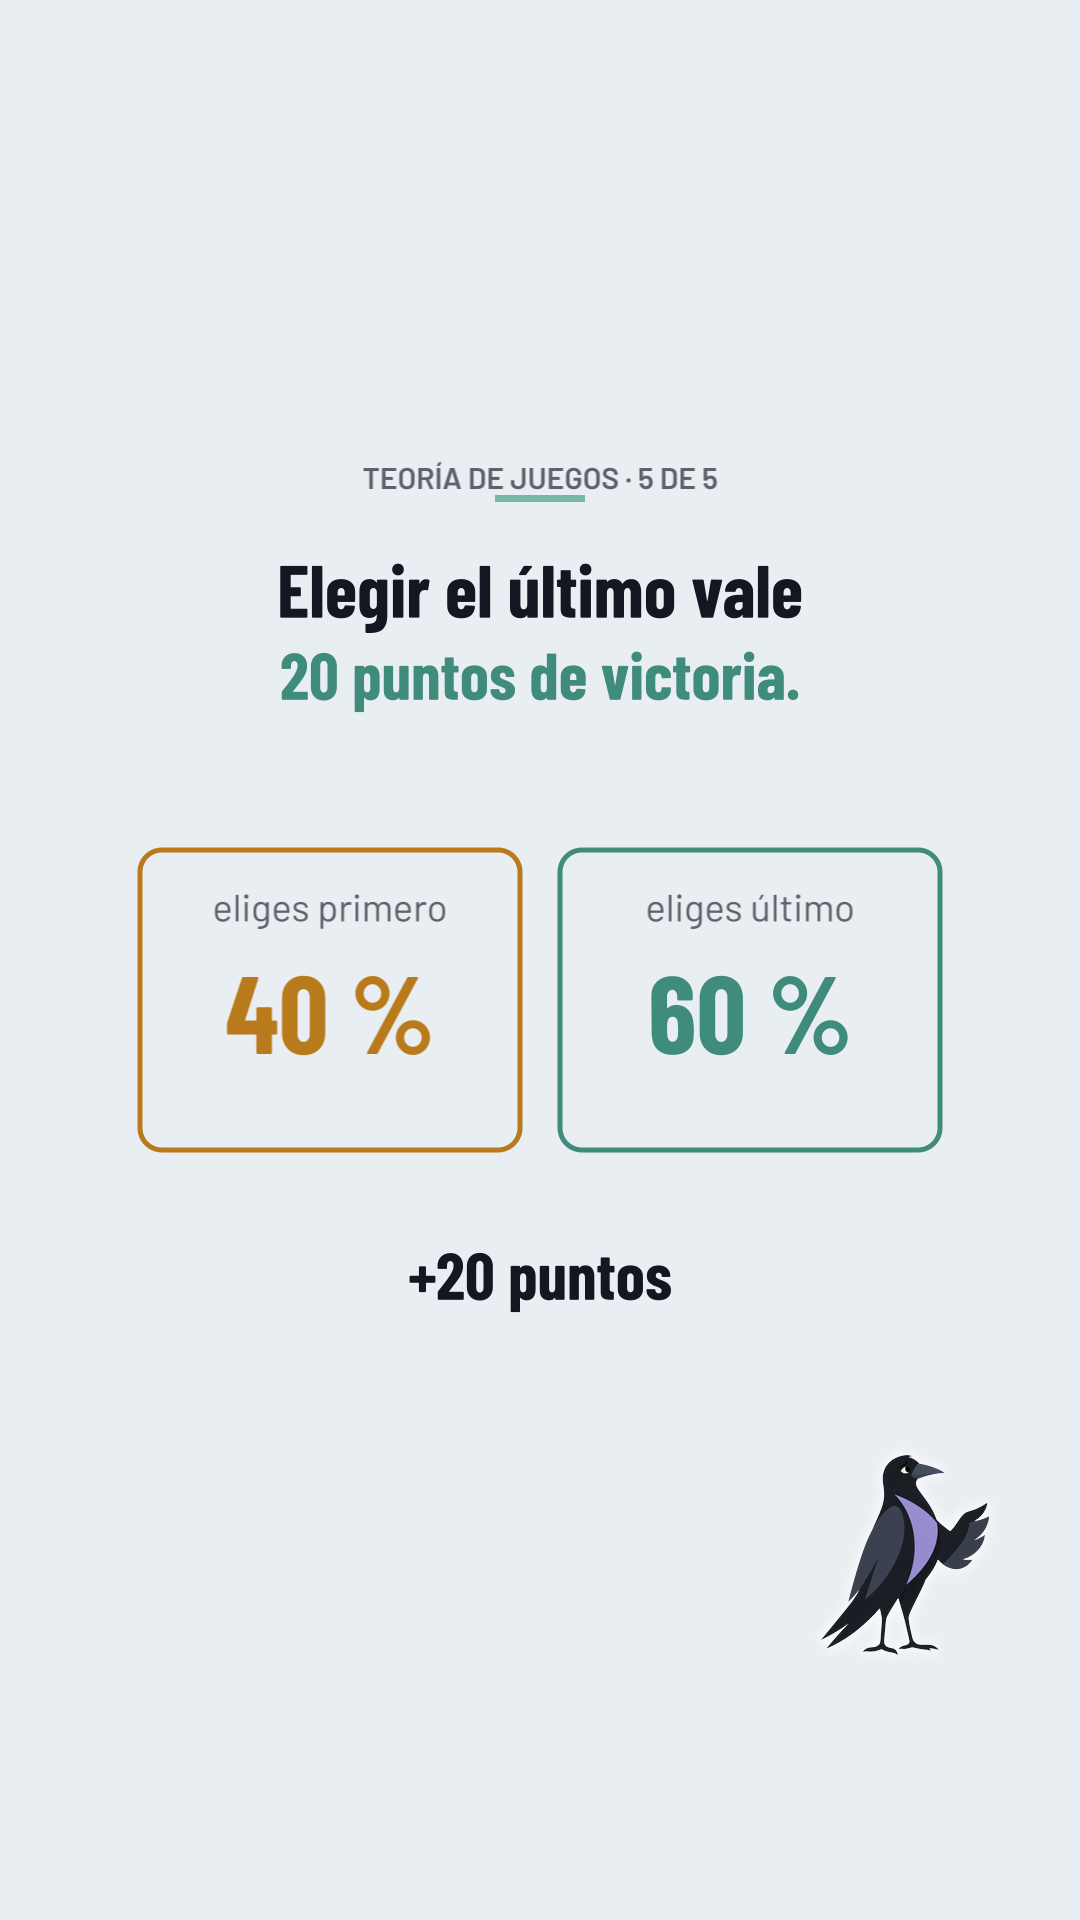 TEORÍA DE JUEGOS · 5 DE 5
Elegir el último vale
20 puntos de victoria.
eliges primero
40 %
eliges último
60 %
+20 puntos